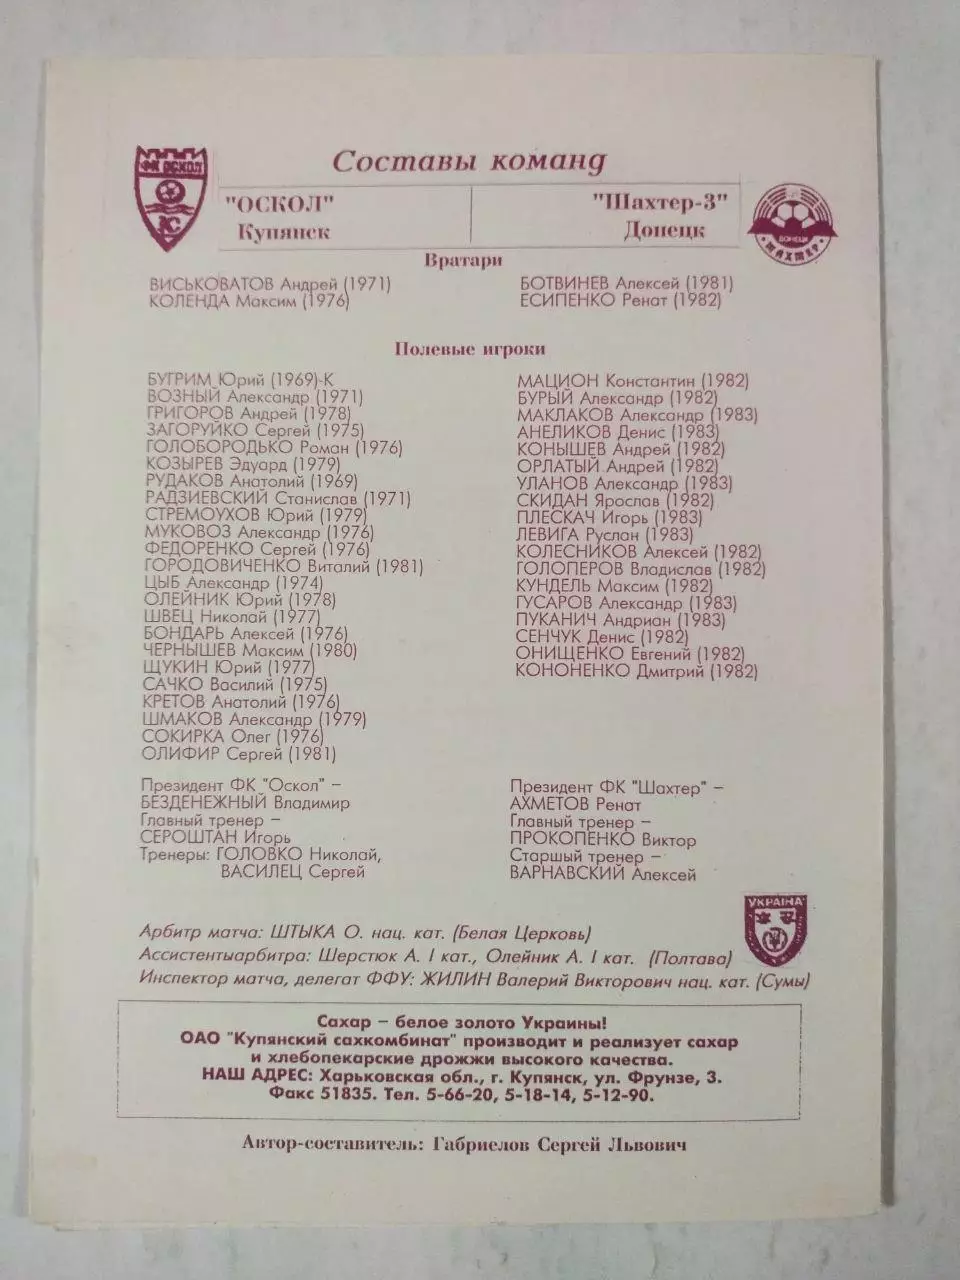 Составы команд
ФК ОСКОЛ
"ОСКОЛ"
Купянск
"Шахтер-3"
Донецк
ДОНЕЦК
ШАХТЕР
Вратари
ВИСЬКОВАТОВ Андрей (1971)
КОЛЕНДА Максим (1976)
БОТВИНЕВ Алексей (1981)
ЕСИПЕНКО Ренат (1982)
Полевые игроки
БУГРИМ Юрий (1969)-К
ВОЗНЫЙ Александр (1971)
ГРИГОРОВ Андрей (1978)
ЗАГОРУЙКО Сергей (1975)
ГОЛОБОРОДЬКО Роман (1976)
КОЗЫРЕВ Эдуард (1979)
РУДАКОВ Анатолий (1969)
РАДЗИЕВСКИЙ Станислав (1971)
СТРЕМОУХОВ Юрий (1979)
МУКОВОЗ Александр (1976)
ФЕДОРЕНКО Сергей (1976)
ГОРОДОВИЧЕНКО Виталий (1981)
ЦЫБ Александр (1974)
ОЛЕЙНИК Юрий (1978)
ШВЕЦ Николай (1977)
БОНДАРЬ Алексей (1976)
ЧЕРНЫШЕВ Максим (1980)
ЩУКИН Юрий (1977)
САЧКО Василий (1975)
КРЕТОВ Анатолий (1976)
ШМАКОВ Александр (1979)
СОКИРКА Олег (1976)
ОЛИФИР Сергей (1981)
МАЦИОН Константин (1982)
БУРЫЙ Александр (1982)
МАКЛАКОВ Александр (1983)
АНЕЛИКОВ Денис (1983)
КОНЫШЕВ Андрей (1982)
ОРЛАТЫЙ Андрей (1982)
УЛАНОВ Александр (1983)
СКИДАН Ярослав (1982)
ПЛЕСКАЧ Игорь (1983)
ЛЕВИГА Руслан (1983)
КОЛЕСНИКОВ Алексей (1982)
ГОЛОПЕРОВ Владислав (1982)
КУНДЕЛЬ Максим (1982)
ГУСАРОВ Александр (1983)
ПУКАНИЧ Андриан (1983)
СЕНЧУК Денис (1982)
ОНИЩЕНКО Евгений (1982)
КОНОНЕНКО Дмитрий (1982)
Президент ФК "Оскол" –
БЕЗДЕНЕЖНЫЙ Владимир
Главный тренер –
СЕРОШТАН Игорь
Тренеры: ГОЛОВКО Николай,
ВАСИЛЕЦ Сергей
Президент ФК "Шахтер" –
АХМЕТОВ Ренат
Главный тренер –
ПРОКОПЕНКО Виктор
Старший тренер –
ВАРНАВСКИЙ Алексей
УКРАЇНА
Арбитр матча: ШТЫКА О. нац. кат. (Белая Церковь)
Ассистентыарбитра: Шерстюк А. I кат., Олейник А. I кат. (Полтава)
Инспектор матча, делегат ФФУ: ЖИЛИН Валерий Викторович нац. кат. (Сумы)
Сахар – белое золото Украины!
ОАО "Купянский сахкомбинат" производит и реализует сахар
и хлебопекарские дрожжи высокого качества.
НАШ АДРЕС: Харьковская обл., г. Купянск, ул. Фрунзе, 3.
Факс 51835. Тел. 5-66-20, 5-18-14, 5-12-90.
Автор-составитель: Габриелов Сергей Львович